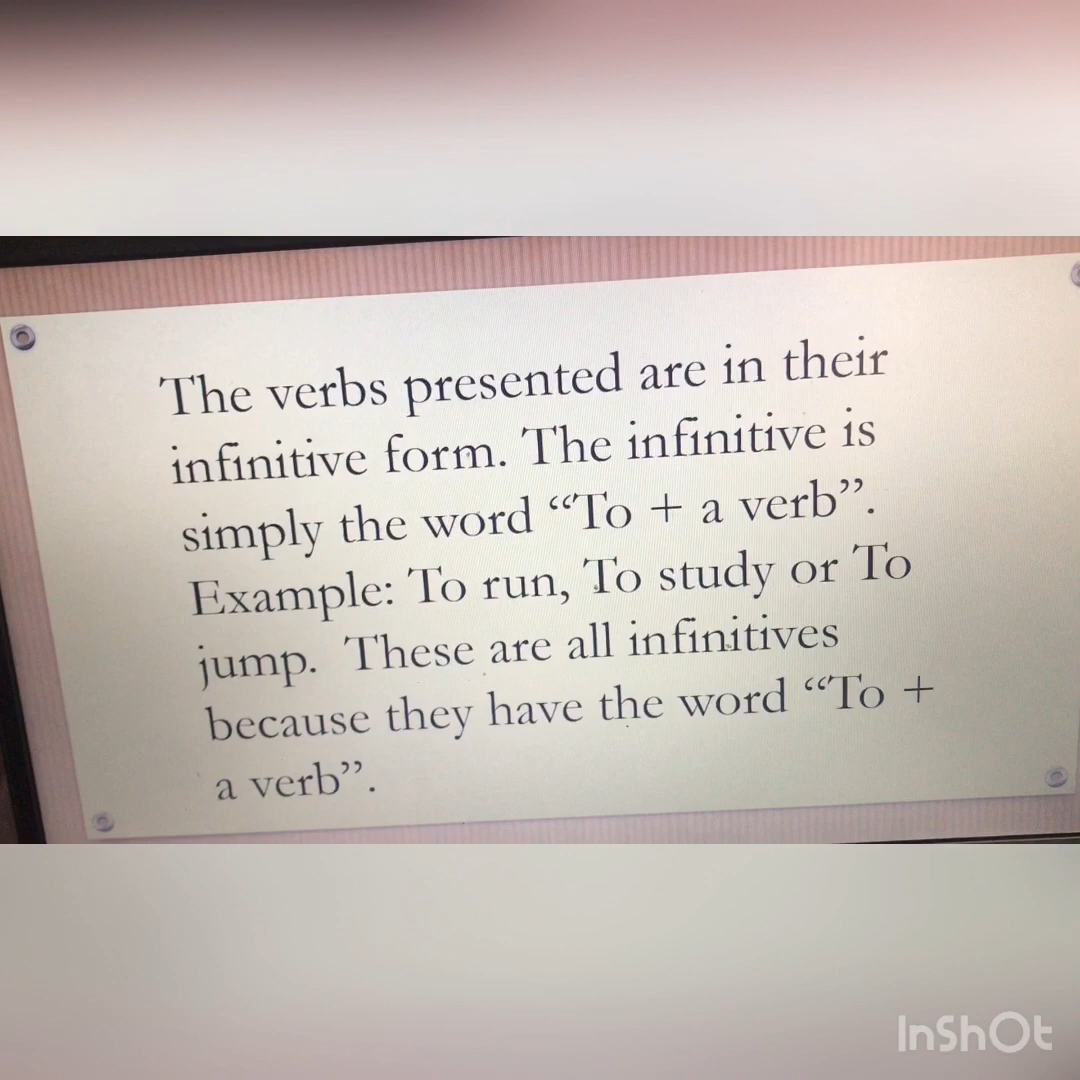 The verbs presented are in their
infinitive form. The infinitive is
simply the word “To + a verb”.
Example: To run, To study or To
jump. These are all infinitives
because they have the word “To +
a verb”.
InShOt